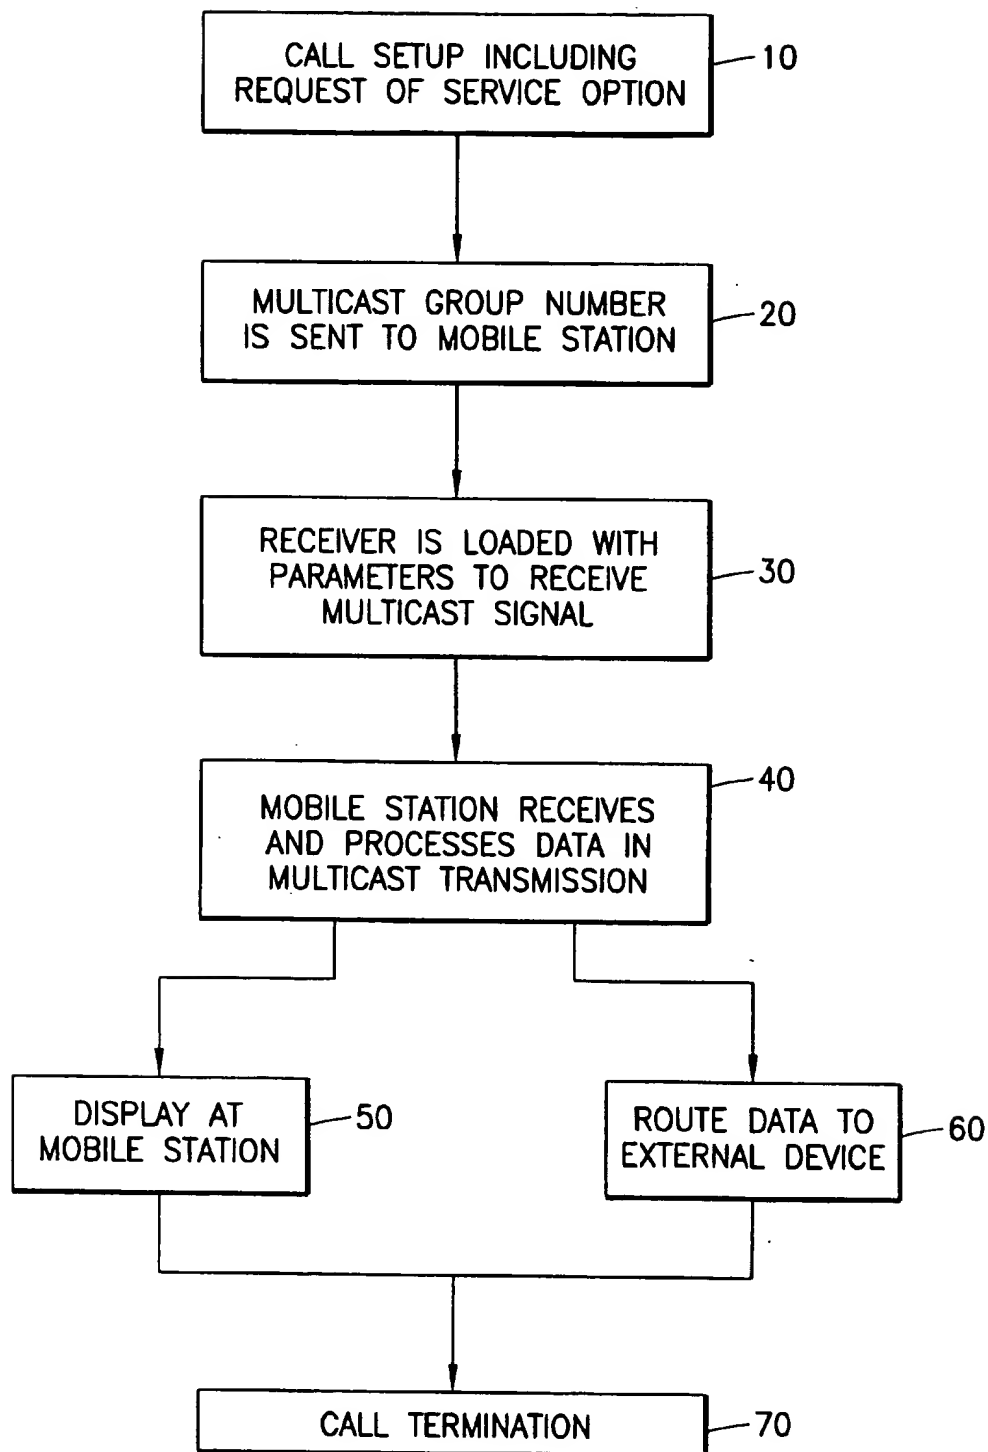 CALL SETUP INCLUDING
REQUEST OF SERVICE OPTION
10
MULTICAST GROUP NUMBER
IS SENT TO MOBILE STATION
20
RECEIVER IS LOADED WITH
PARAMETERS TO RECEIVE
MULTICAST SIGNAL
30
MOBILE STATION RECEIVES
AND PROCESSES DATA IN
MULTICAST TRANSMISSION
40
DISPLAY AT
MOBILE STATION
50
ROUTE DATA TO
EXTERNAL DEVICE
60
CALL TERMINATION
70